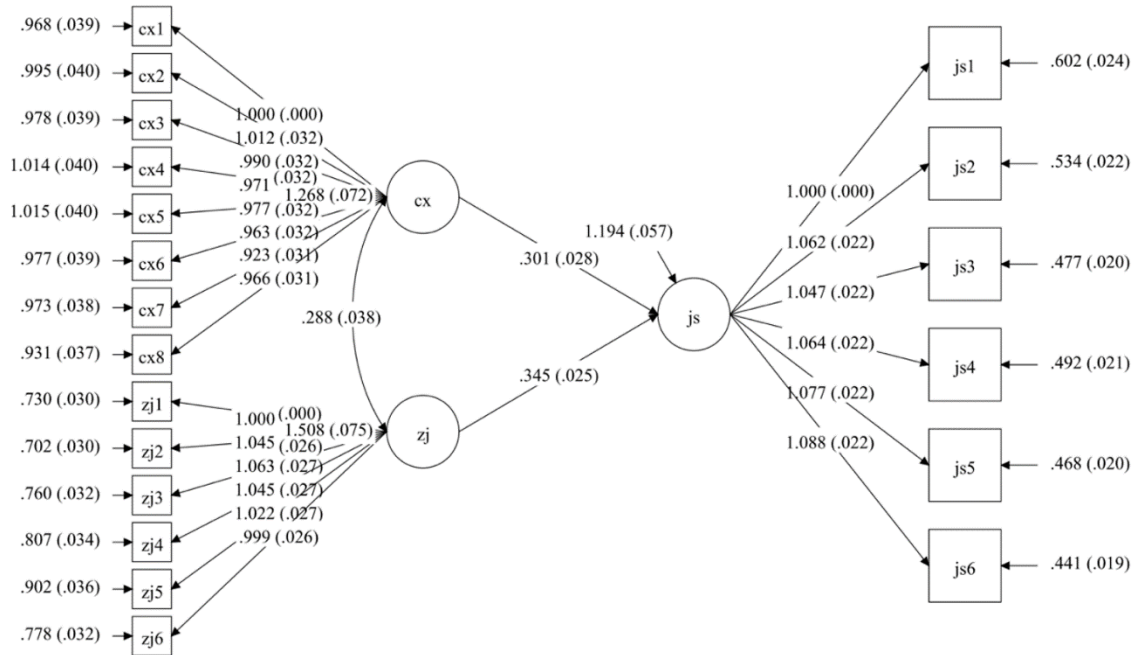 .968 (.039) cx1
.995 (.040) cx2
.978 (.039) cx3
1.014 (.040) cx4
1.015 (.040) cx5
.977 (.039) cx6
.973 (.038) cx7
.931 (.037) cx8
.730 (.030) zj1
.702 (.030) zj2
.760 (.032) zj3
.807 (.034) zj4
.902 (.036) zj5
.778 (.032) zj6
1.000 (.000)
1.012 (.032)
.990 (.032)
.971 (.032)
1.268 (.072)
.977 (.032)
.963 (.032)
.923 (.031)
.966 (.031)
cx
.288 (.038)
1.000 (.000)
1.508 (.075)
1.045 (.026)
1.063 (.027)
1.045 (.027)
1.022 (.027)
.999 (.026)
zj
.301 (.028)
.345 (.025)
1.194 (.057)
js
1.000 (.000)
1.062 (.022)
1.047 (.022)
1.064 (.022)
1.077 (.022)
1.088 (.022)
js1 .602 (.024)
js2 .534 (.022)
js3 .477 (.020)
js4 .492 (.021)
js5 .468 (.020)
js6 .441 (.019)